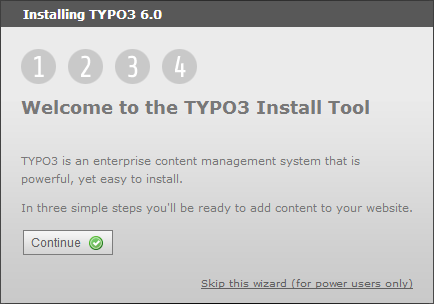 Installing TYPO3 6.0
1 2 3 4
Welcome to the TYPO3 Install Tool
TYPO3 is an enterprise content management system that is
powerful, yet easy to install.
In three simple steps you'll be ready to add content to your website.
Continue
Skip this wizard (for power users only)